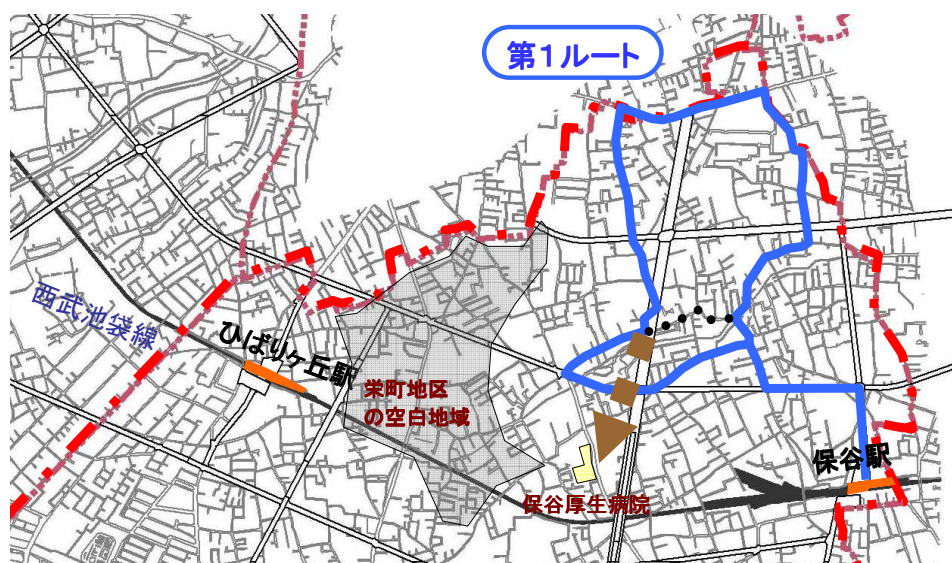 第1ルート
西武池袋線
ひばりヶ丘駅
栄町地区
の空白地域
保谷駅
保谷厚生病院